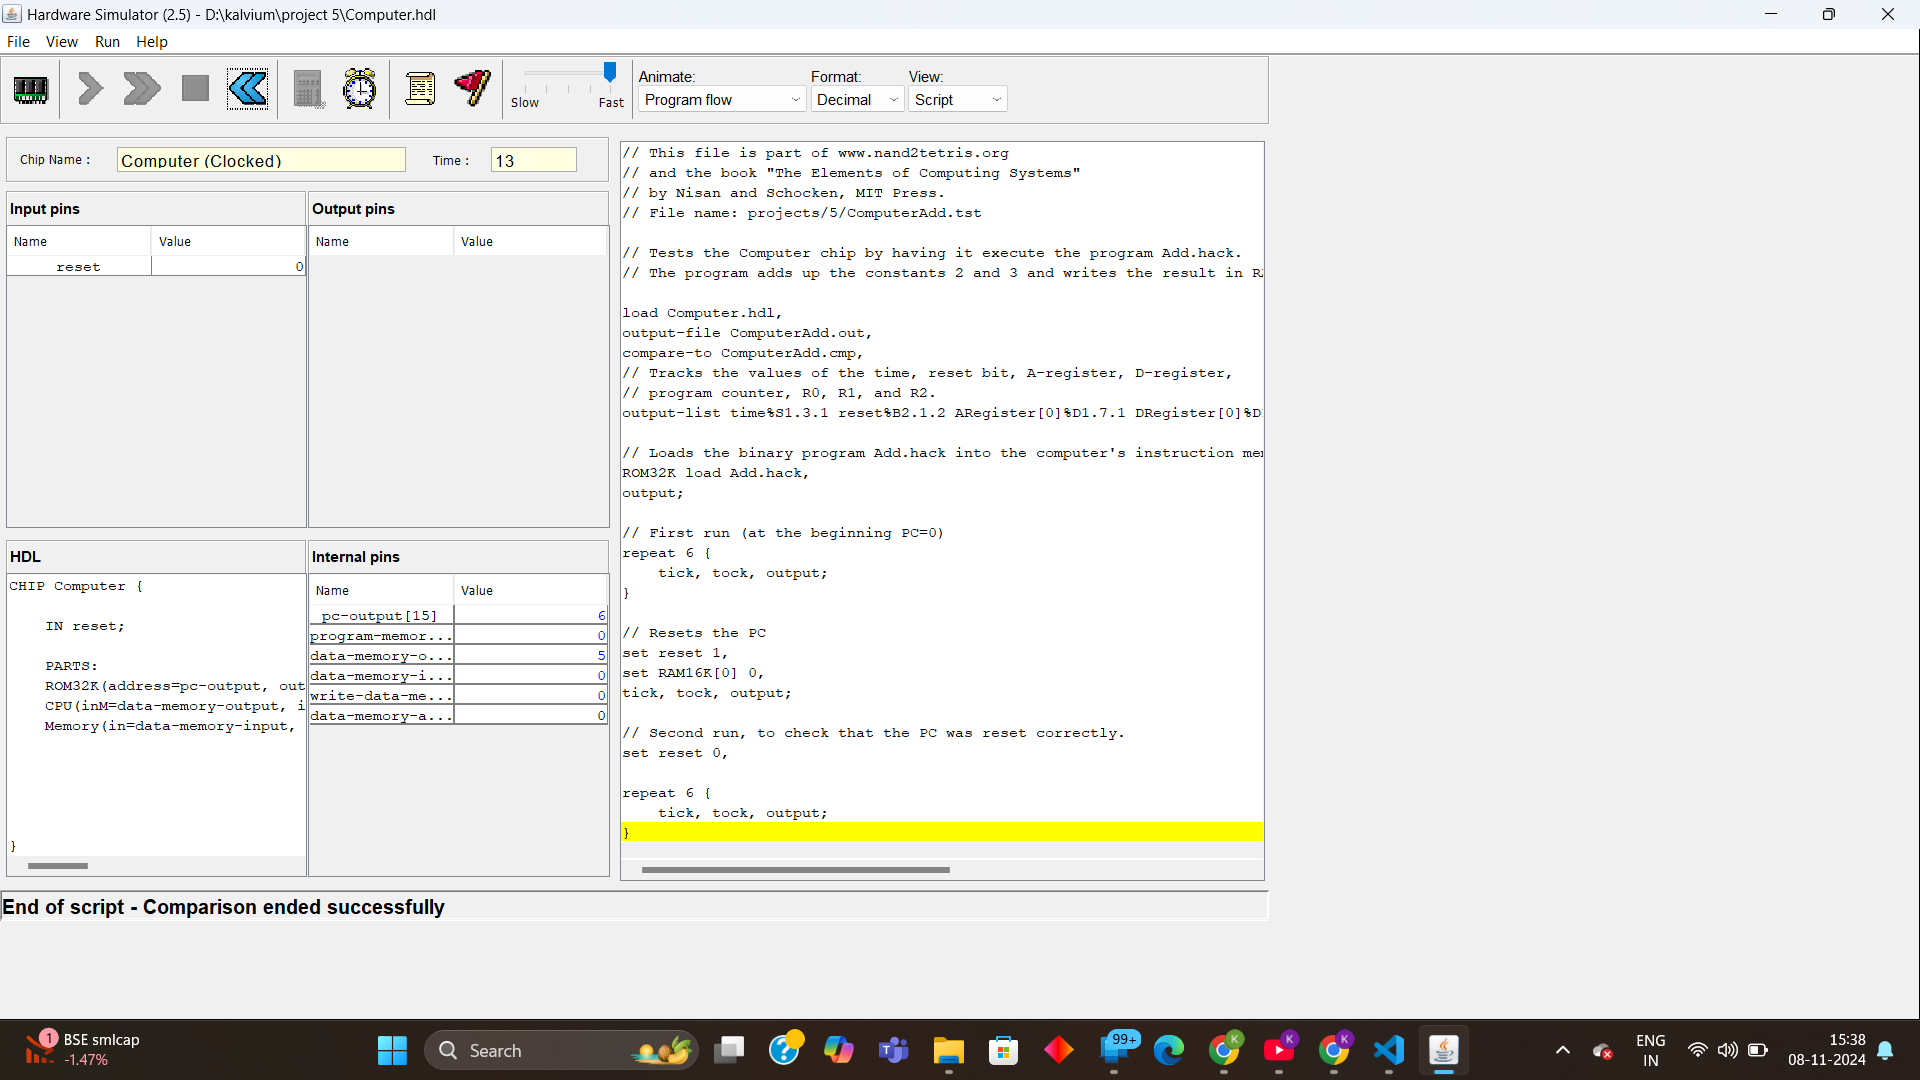 Hardware Simulator (2.5) - D:\kalvium\project 5\Computer.hdl
File View Run Help
Slow Fast
Animate: Format: View:
Program flow Decimal Script
Chip Name : Computer (Clocked) Time : 13
Input pins
Name Value
reset 0
Output pins
Name Value
HDL
CHIP Computer {
IN reset;
PARTS:
ROM32K(address=pc-output, out
CPU(inM=data-memory-output, i
Memory(in=data-memory-input,
}
Internal pins
Name Value
pc-output[15] 6
program-memor... 0
data-memory-o... 5
data-memory-i... 0
write-data-me... 0
data-memory-a... 0
// This file is part of www.nand2tetris.org
// and the book "The Elements of Computing Systems"
// by Nisan and Schocken, MIT Press.
// File name: projects/5/ComputerAdd.tst
// Tests the Computer chip by having it execute the program Add.hack.
// The program adds up the constants 2 and 3 and writes the result in RA
load Computer.hdl,
output-file ComputerAdd.out,
compare-to ComputerAdd.cmp,
// Tracks the values of the time, reset bit, A-register, D-register,
// program counter, R0, R1, and R2.
output-list time%S1.3.1 reset%B2.1.2 ARegister[0]%D1.7.1 DRegister[0]%D
// Loads the binary program Add.hack into the computer's instruction mem
ROM32K load Add.hack,
output;
// First run (at the beginning PC=0)
repeat 6 {
tick, tock, output;
}
// Resets the PC
set reset 1,
set RAM16K[0] 0,
tick, tock, output;
// Second run, to check that the PC was reset correctly.
set reset 0,
repeat 6 {
tick, tock, output;
}
End of script - Comparison ended successfully
1
BSE smlcap
-1.47%
Search
99+
K
K
K
ENG
IN
15:38
08-11-2024